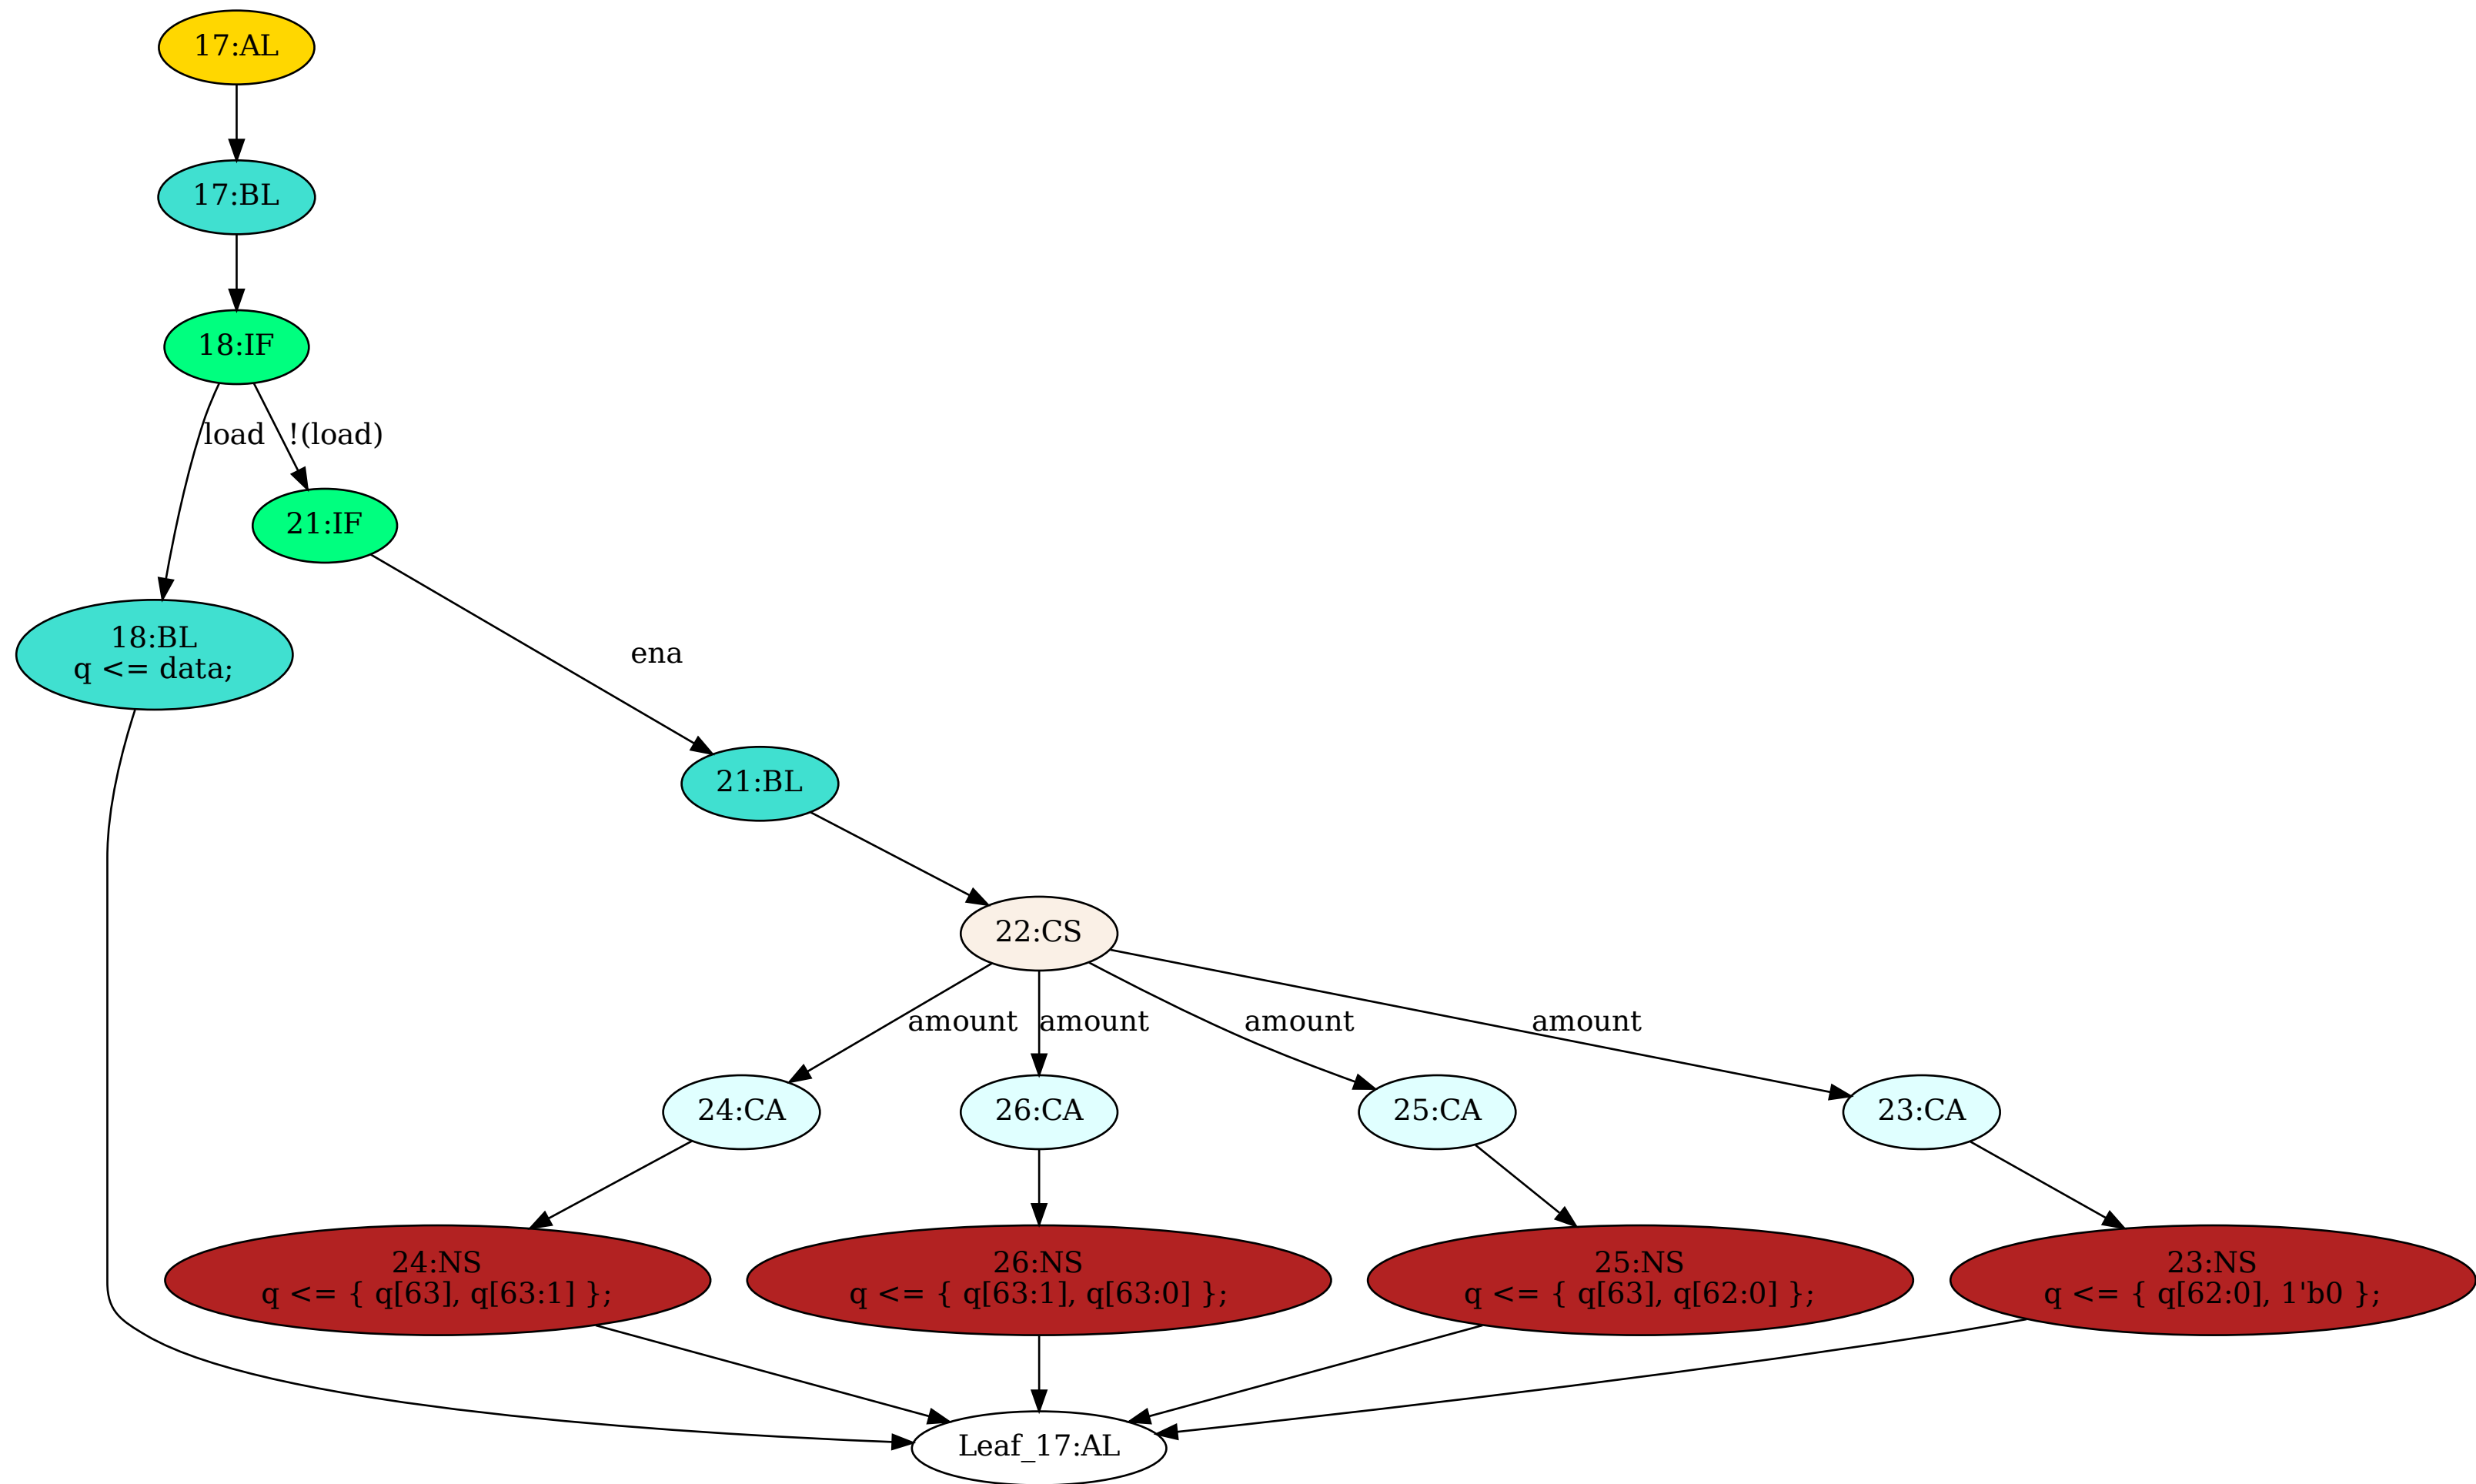 17:AL
17:BL
18:IF
load
!(load)
21:IF
18:BL
q <= data;
ena
21:BL
22:CS
amount
amount
amount
amount
24:CA
26:CA
25:CA
23:CA
24:NS
q <= { q[63], q[63:1] };
26:NS
q <= { q[63:1], q[63:0] };
25:NS
q <= { q[63], q[62:0] };
23:NS
q <= { q[62:0], 1'b0 };
Leaf_17:AL